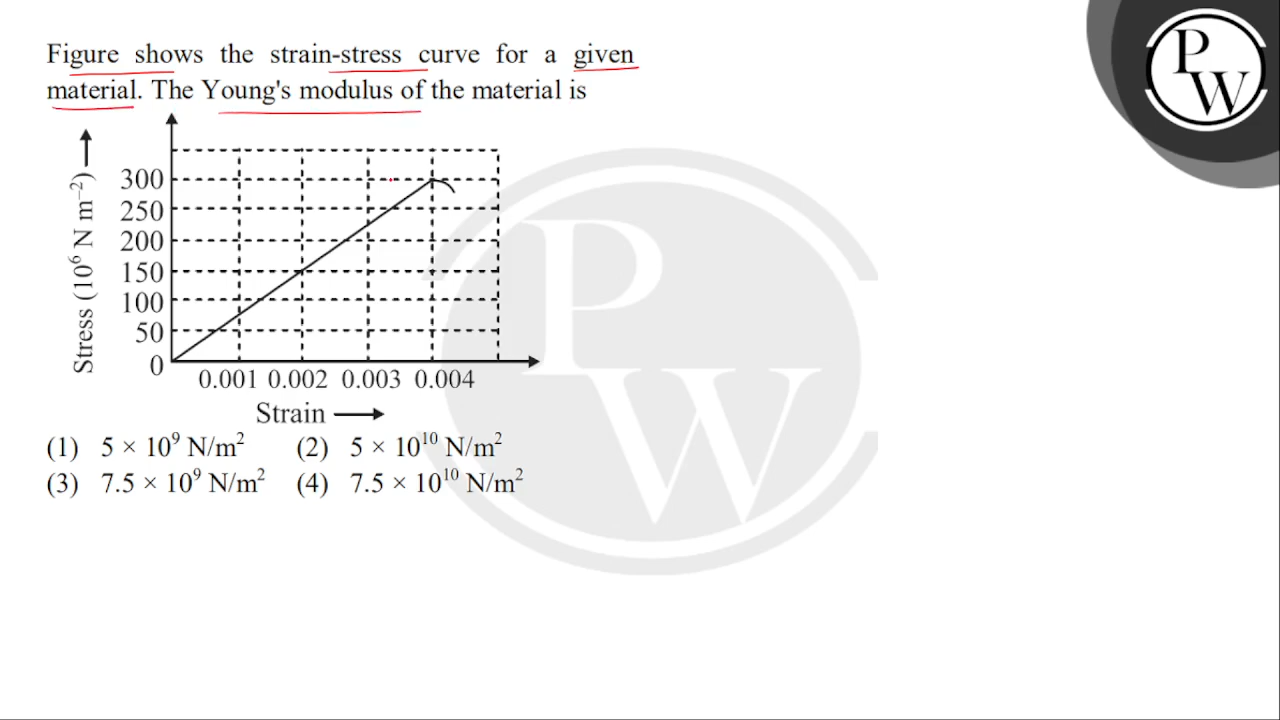 Figure shows the strain-stress curve for a given
material. The Young's modulus of the material is
Stress (10⁶ N m⁻²)
300
250
200
150
100
50
0
0.001 0.002 0.003 0.004
Strain
(1) 5 × 10⁹ N/m² (2) 5 × 10¹⁰ N/m²
(3) 7.5 × 10⁹ N/m² (4) 7.5 × 10¹⁰ N/m²
PW
PW